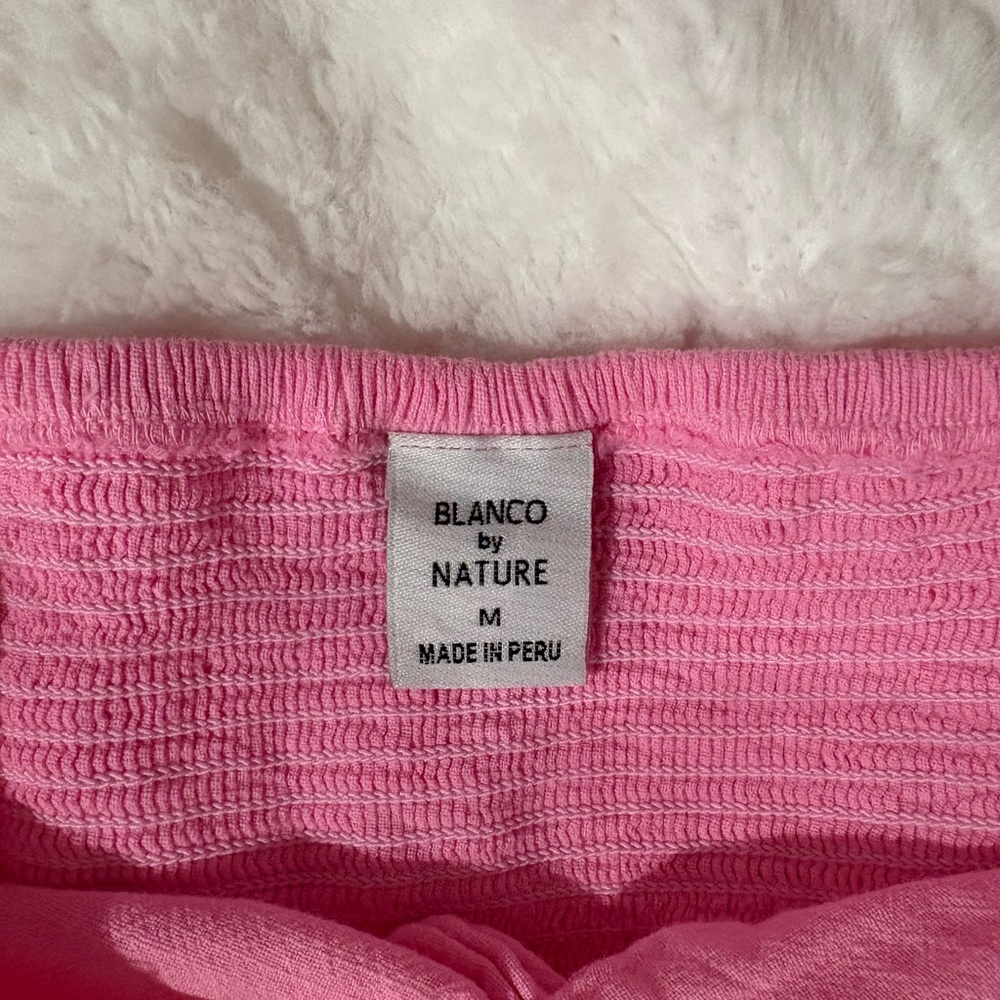 BLANCO
by
NATURE
M
MADE IN PERU